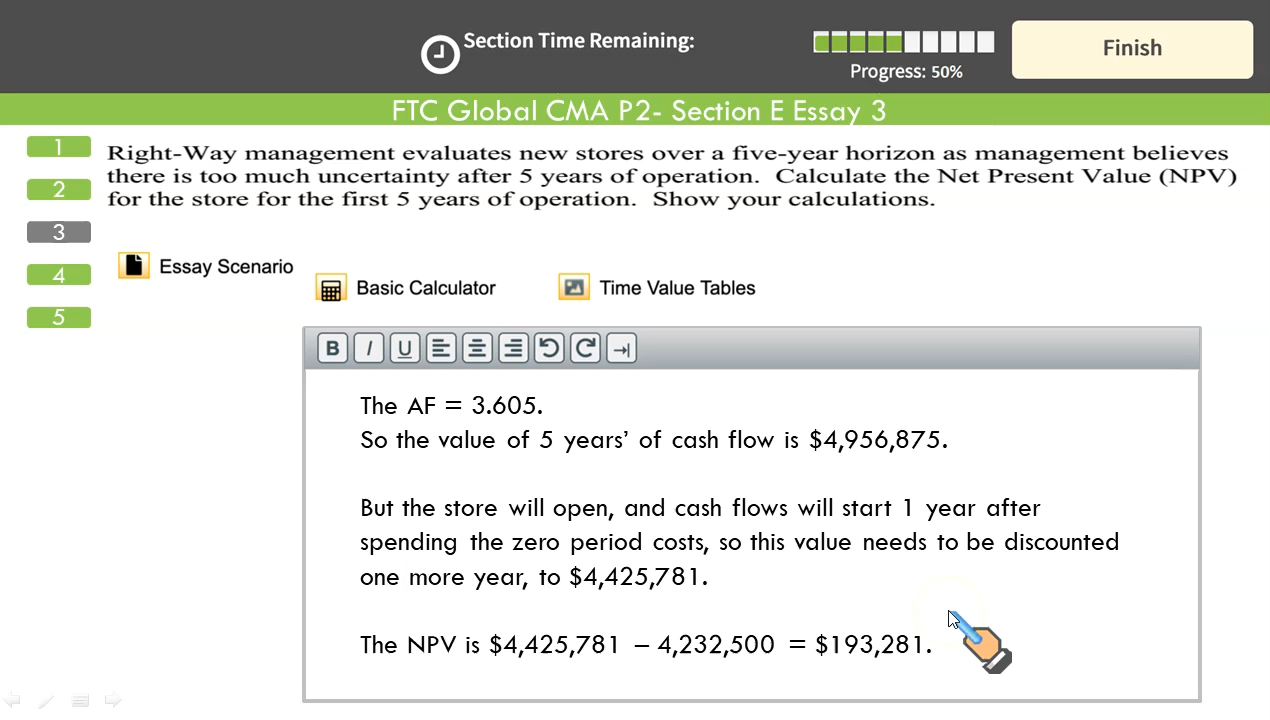 Section Time Remaining:
Progress: 50%
Finish
FTC Global CMA P2- Section E Essay 3
1
2
3
4
5
Right-Way management evaluates new stores over a five-year horizon as management believes
there is too much uncertainty after 5 years of operation. Calculate the Net Present Value (NPV)
for the store for the first 5 years of operation. Show your calculations.
Essay Scenario
Basic Calculator
Time Value Tables
B I U
The AF = 3.605.
So the value of 5 years’ of cash flow is $4,956,875.
But the store will open, and cash flows will start 1 year after
spending the zero period costs, so this value needs to be discounted
one more year, to $4,425,781.
The NPV is $4,425,781 – 4,232,500 = $193,281.